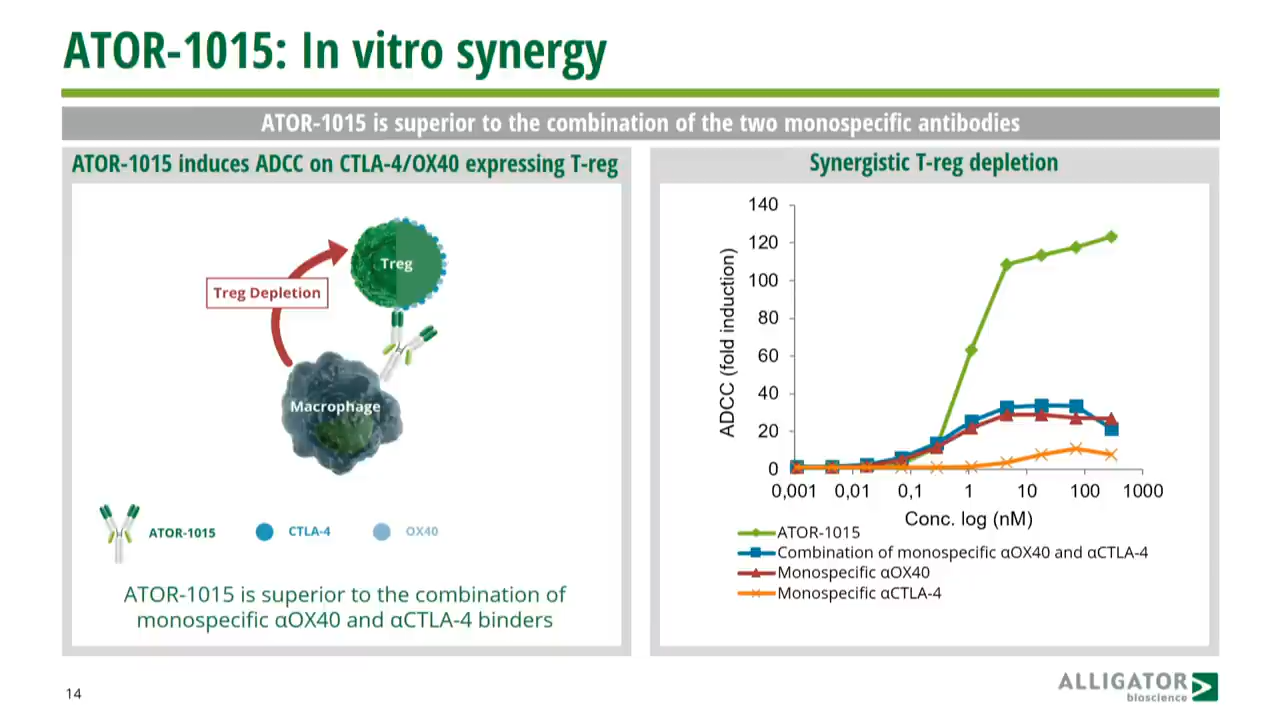 ATOR-1015: In vitro synergy
ATOR-1015 is superior to the combination of the two monospecific antibodies
ATOR-1015 induces ADCC on CTLA-4/OX40 expressing T-reg
Treg
Treg Depletion
Macrophage
ATOR-1015
CTLA-4
OX40
ATOR-1015 is superior to the combination of
monospecific αOX40 and αCTLA-4 binders
Synergistic T-reg depletion
ADCC (fold induction)
140
120
100
80
60
40
20
0
0,001 0,01 0,1 1 10 100 1000
Conc. log (nM)
ATOR-1015
Combination of monospecific αOX40 and αCTLA-4
Monospecific αOX40
Monospecific αCTLA-4
14
ALLIGATOR
bioscience